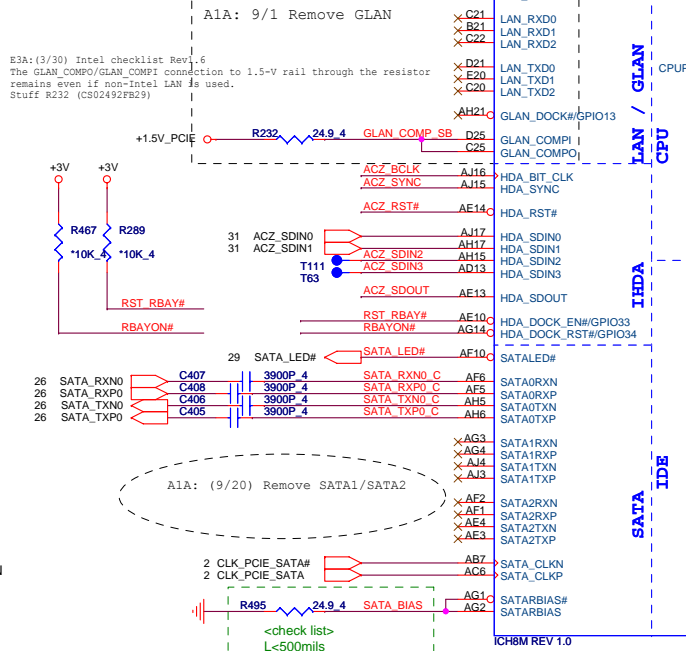 A1A: 9/1 Remove GLAN
E3A:(3/30) Intel checklist Rev1.6
The GLAN_COMPO/GLAN_COMPI connection to 1.5-V rail through the resistor
remains even if non-Intel LAN is used.
Stuff R232 (CS02492FB29)
C21 LAN_RXD0
B21 LAN_RXD1
C22 LAN_RXD2
D21 LAN_TXD0
E20 LAN_TXD1
C20 LAN_TXD2
CPUP
AH21 GLAN_DOCK#/GPIO13
LAN / GLAN
CPU
+1.5V_PCIE R232 24.9_4 GLAN_COMP_SB D25 GLAN_COMPI
C25 GLAN_COMPO
+3V +3V
ACZ_BCLK AJ16 HDA_BIT_CLK
ACZ_SYNC AJ15 HDA_SYNC
ACZ_RST# AE14 HDA_RST#
R467 R289
*10K_4 *10K_4
31 ACZ_SDIN0 AJ17 HDA_SDIN0
31 ACZ_SDIN1 AH17 HDA_SDIN1
T111 ACZ_SDIN2 AH15 HDA_SDIN2
T63 ACZ_SDIN3 AD13 HDA_SDIN3
IHDA
ACZ_SDOUT AE13 HDA_SDOUT
RST_RBAY#
RBAYON#
RST_RBAY# AE10 HDA_DOCK_EN#/GPIO33
RBAYON# AG14 HDA_DOCK_RST#/GPIO34
29 SATA_LED# SATA_LED# AF10 SATALED#
26 SATA_RXN0 C407 3900P_4 SATA_RXN0_C AF6 SATA0RXN
26 SATA_RXP0 C408 3900P_4 SATA_RXP0_C AF5 SATA0RXP
26 SATA_TXN0 C406 3900P_4 SATA_TXN0_C AH5 SATA0TXN
26 SATA_TXP0 C405 3900P_4 SATA_TXP0_C AH6 SATA0TXP
AG3 SATA1RXN
AG4 SATA1RXP
AJ4 SATA1TXN
AJ3 SATA1TXP
A1A: (9/20) Remove SATA1/SATA2
SATA
IDE
AF2 SATA2RXN
AF1 SATA2RXP
AE4 SATA2TXN
AE3 SATA2TXP
2 CLK_PCIE_SATA# AB7 SATA_CLKN
2 CLK_PCIE_SATA AC6 SATA_CLKP
N
AG1 SATARBIAS#
R495 24.9_4 SATA_BIAS AG2 SATARBIAS
<check list>
L<500mils
ICH8M REV 1.0